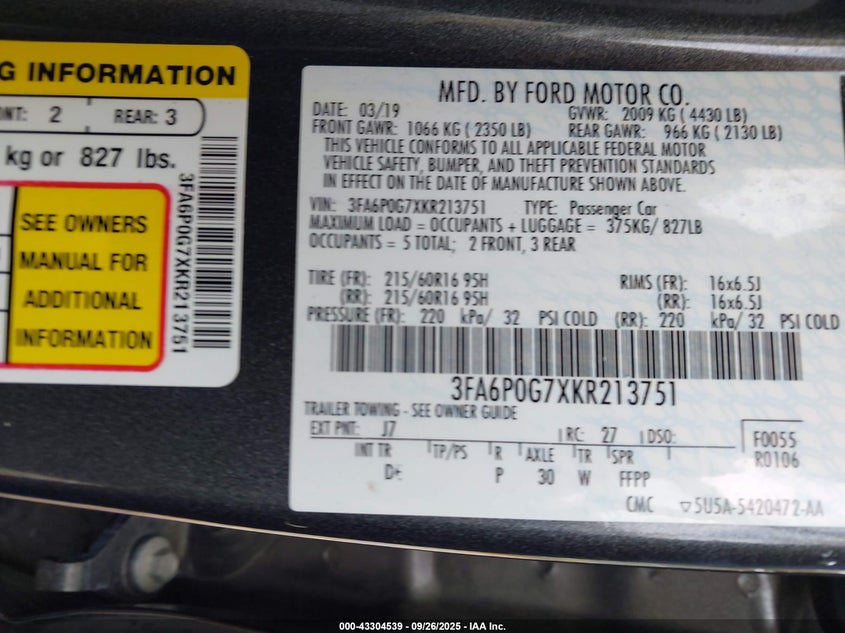 G INFORMATION
NT: 2 REAR: 3
kg or 827 lbs.
SEE OWNERS
MANUAL FOR
ADDITIONAL
INFORMATION
3FA6P0G7XKR213751
MFD. BY FORD MOTOR CO.
DATE: 03/19 GVWR: 2009 KG ( 4430 LB)
FRONT GAWR: 1066 KG ( 2350 LB) REAR GAWR: 966 KG ( 2130 LB)
THIS VEHICLE CONFORMS TO ALL APPLICABLE FEDERAL MOTOR
VEHICLE SAFETY, BUMPER, AND THEFT PREVENTION STANDARDS
IN EFFECT ON THE DATE OF MANUFACTURE SHOWN ABOVE.
VIN: 3FA6P0G7XKR213751 TYPE: Passenger Car
MAXIMUM LOAD = OCCUPANTS + LUGGAGE = 375KG/ 827LB
OCCUPANTS = 5 TOTAL; 2 FRONT, 3 REAR
TIRE (FR): 215/60R16 95H RIMS (FR): 16x6.5J
(RR): 215/60R16 95H (RR): 16x6.5J
PRESSURE (FR): 220 kPa/ 32 PSI COLD (RR): 220 kPa/ 32 PSI COLD
3FA6P0G7XKR213751
TRAILER TOWING - SEE OWNER GUIDE
EXT PNT: J7 RC: 27 DSO: F0055
INT TR TP/PS R AXLE TR SPR R0106
DE P 30 W FFPP
CMC ▽5U5A-5420472-AA
000-43304539 | 09/26/2025 - IAA Inc.